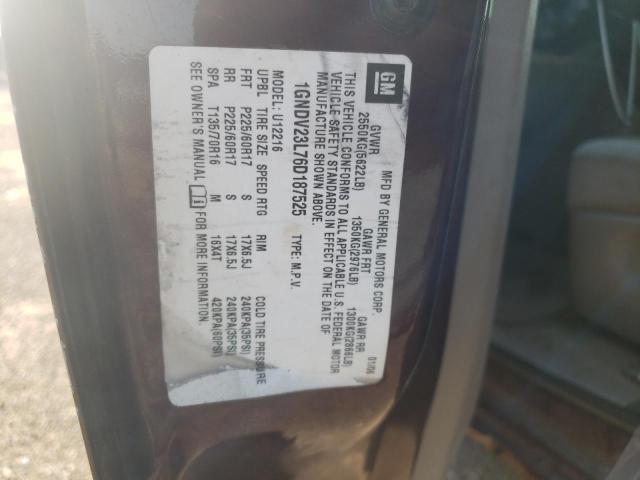 GM MFD BY GENERAL MOTORS CORP. 01/06
GVWR GAWR FRT GAWR RR
2550KG(5622LB) 1350KG(2976LB) 1300KG(2866LB)
THIS VEHICLE CONFORMS TO ALL APPLICABLE U.S. FEDERAL MOTOR
VEHICLE SAFETY STANDARDS IN EFFECT ON THE DATE OF
MANUFACTURE SHOWN ABOVE.
1GNDV23L76D187525 TYPE: M.P.V.
MODEL: U12216
UPBL TIRE SIZE SPEED RTG RIM COLD TIRE PRESSURE
FRT P225/60R17 S 17X6.5J 240KPA(35PSI)
RR P225/60R17 S 17X6.5J 240KPA(35PSI)
SPA T135/70R16 M 16X4T 420KPA(60PSI)
SEE OWNER'S MANUAL FOR MORE INFORMATION.